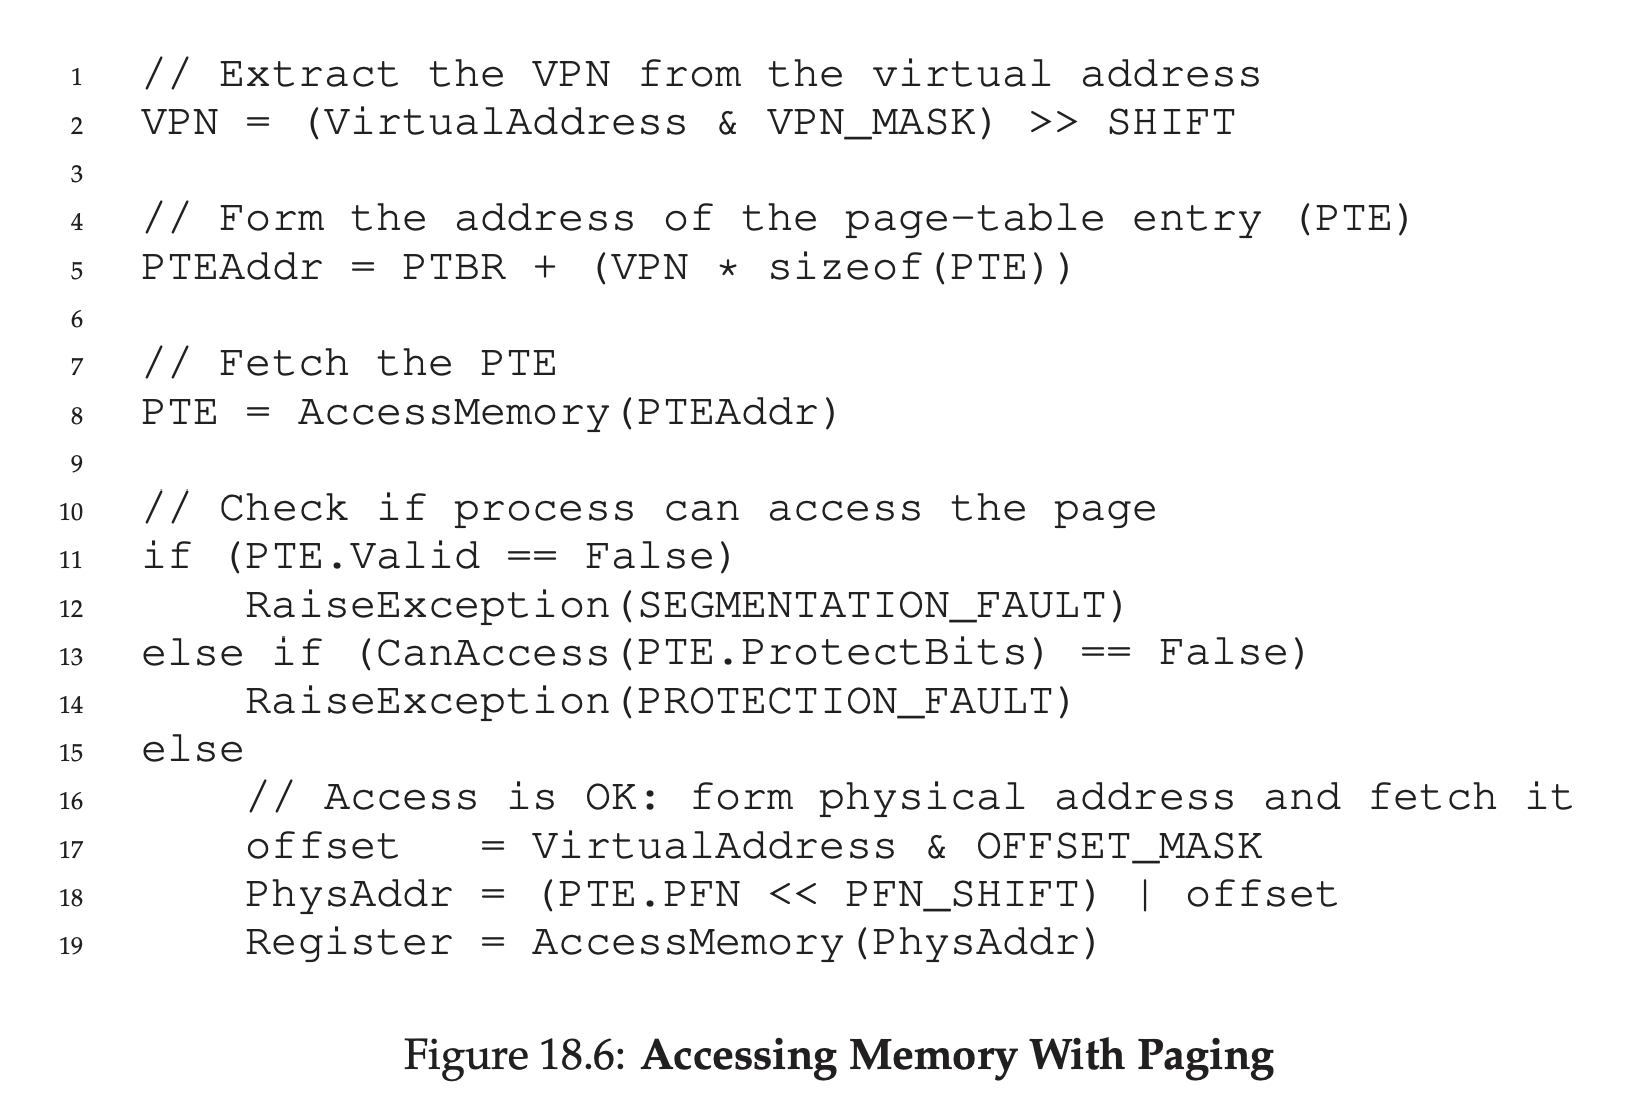 1 // Extract the VPN from the virtual address
2 VPN = (VirtualAddress & VPN_MASK) >> SHIFT
3
4 // Form the address of the page-table entry (PTE)
5 PTEAddr = PTBR + (VPN * sizeof(PTE))
6
7 // Fetch the PTE
8 PTE = AccessMemory(PTEAddr)
9
10 // Check if process can access the page
11 if (PTE.Valid == False)
12     RaiseException(SEGMENTATION_FAULT)
13 else if (CanAccess(PTE.ProtectBits) == False)
14     RaiseException(PROTECTION_FAULT)
15 else
16     // Access is OK: form physical address and fetch it
17     offset   = VirtualAddress & OFFSET_MASK
18     PhysAddr = (PTE.PFN << PFN_SHIFT) | offset
19     Register = AccessMemory(PhysAddr)
Figure 18.6: Accessing Memory With Paging